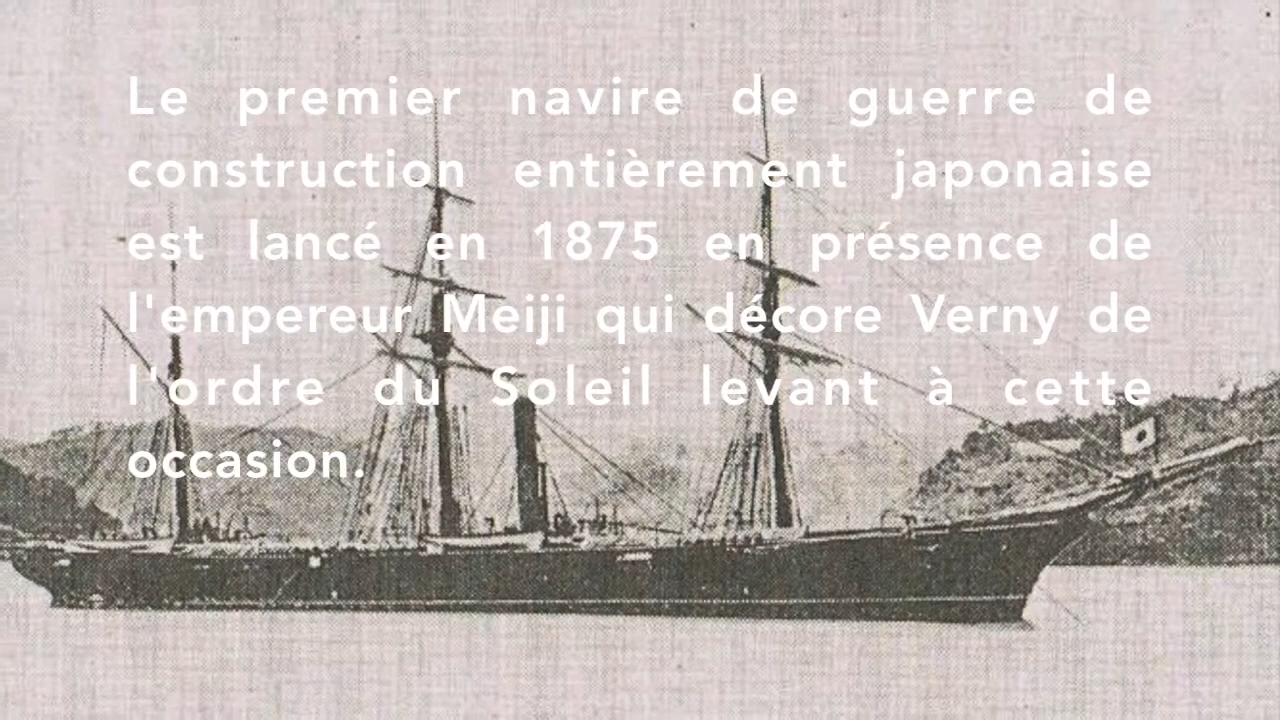 Le premier navire de guerre de
construction entièrement japonaise
est lancé en 1875 en présence de
l'empereur Meiji qui décore Verny de
l'ordre du Soleil levant à cette
occasion.